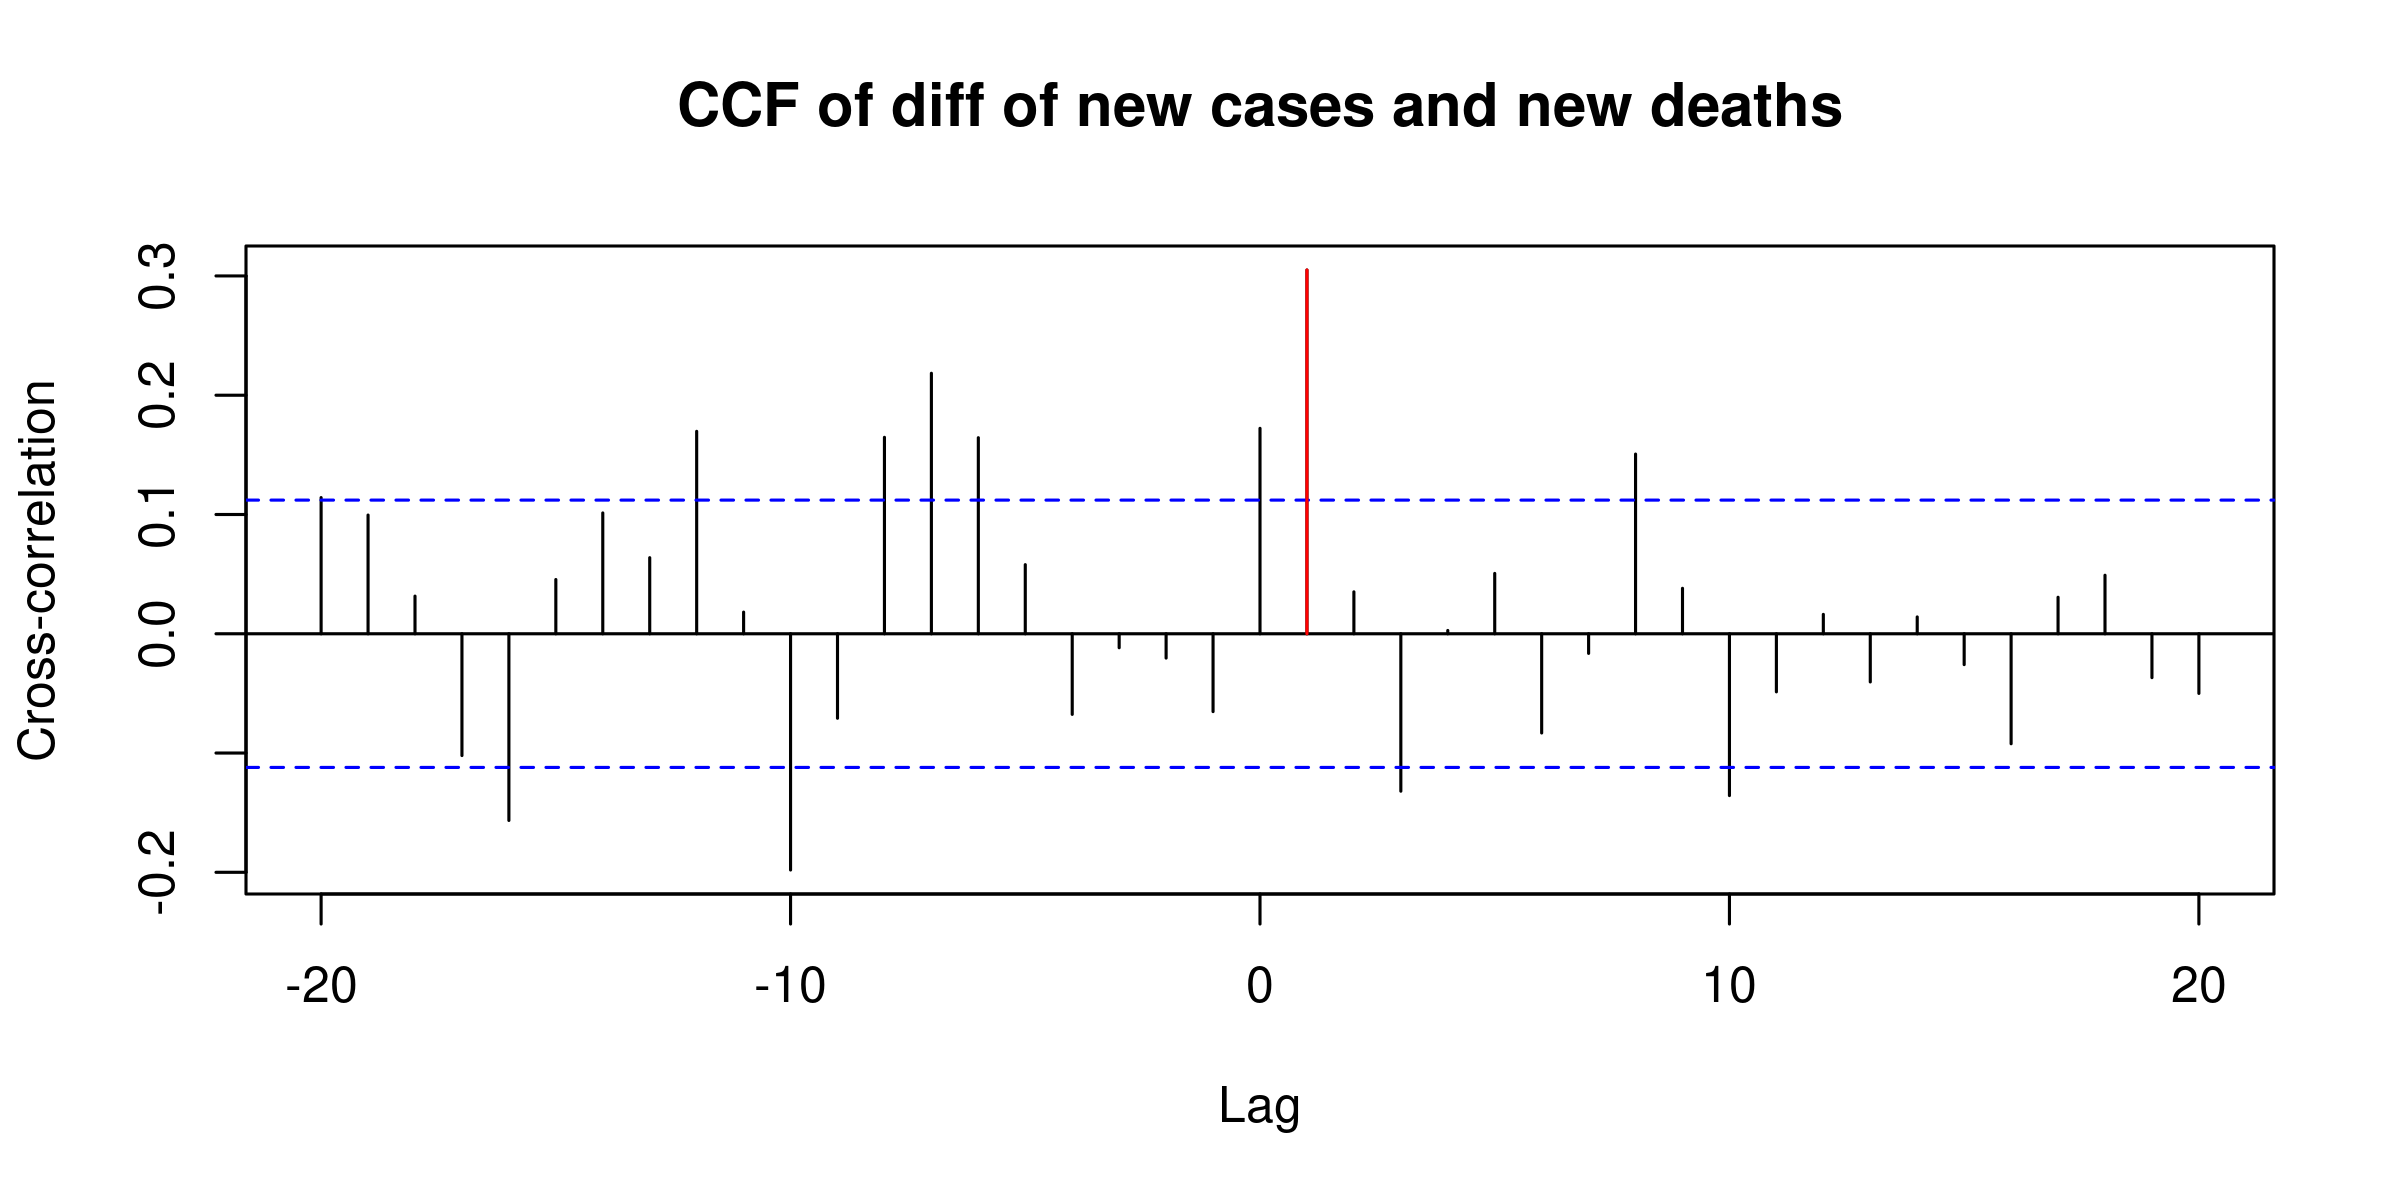 CCF of diff of new cases and new deaths
Cross-correlation
0.3
0.2
0.1
0.0
-0.2
-20 -10 0 10 20
Lag